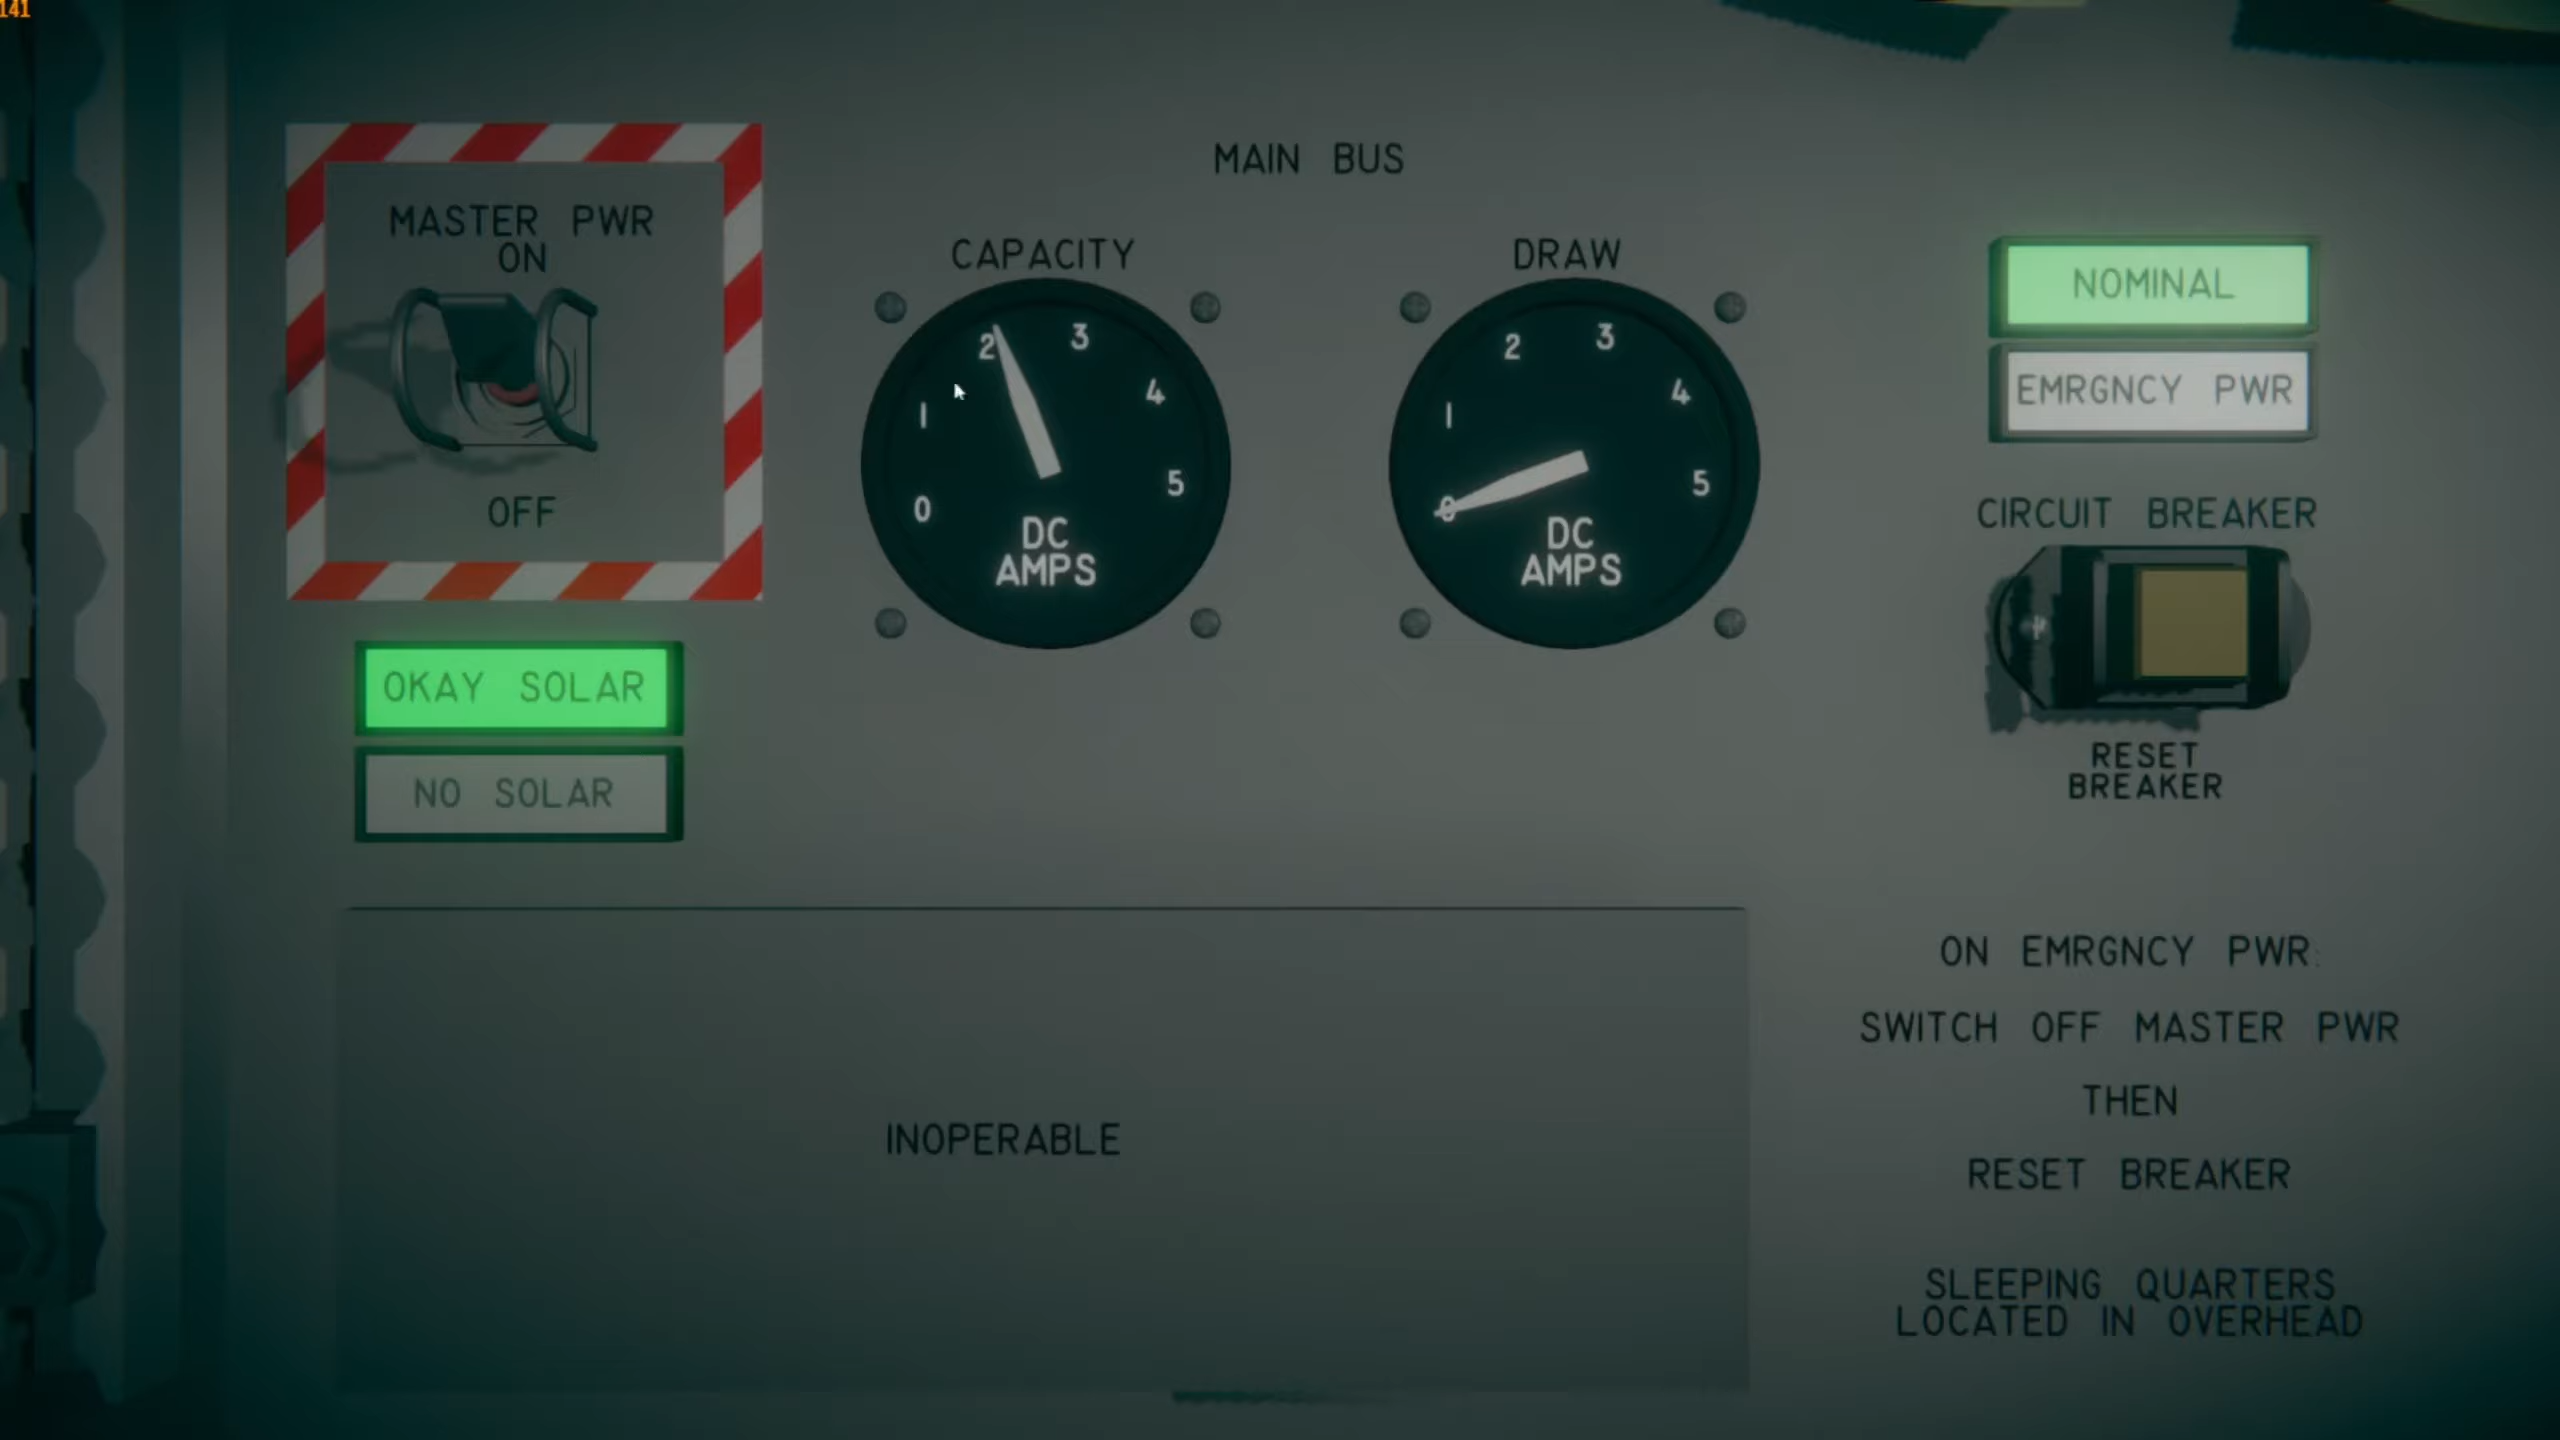 141
MASTER PWR
ON
OFF
OKAY SOLAR
NO SOLAR
MAIN BUS
CAPACITY
0 1 2 3 4 5
DC
AMPS
DRAW
0 1 2 3 4 5
DC
AMPS
NOMINAL
EMRGNCY PWR
CIRCUIT BREAKER
RESET
BREAKER
INOPERABLE
ON EMRGNCY PWR:
SWITCH OFF MASTER PWR
THEN
RESET BREAKER
SLEEPING QUARTERS
LOCATED IN OVERHEAD